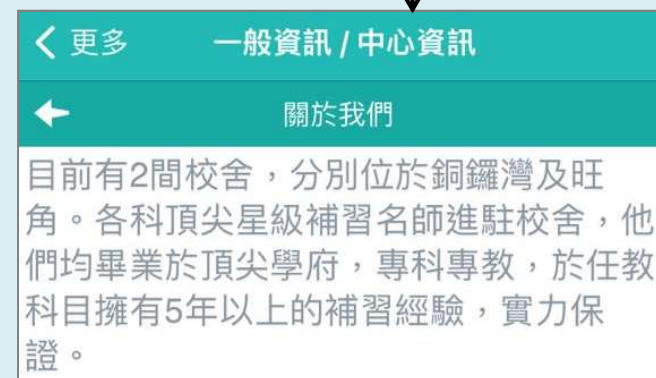 更多 一般資訊 / 中心資訊
關於我們
目前有2間校舍，分別位於銅鑼灣及旺
角。各科頂尖星級補習名師進駐校舍，他
們均畢業於頂尖學府，專科專教，於任教
科目擁有5年以上的補習經驗，實力保
證。